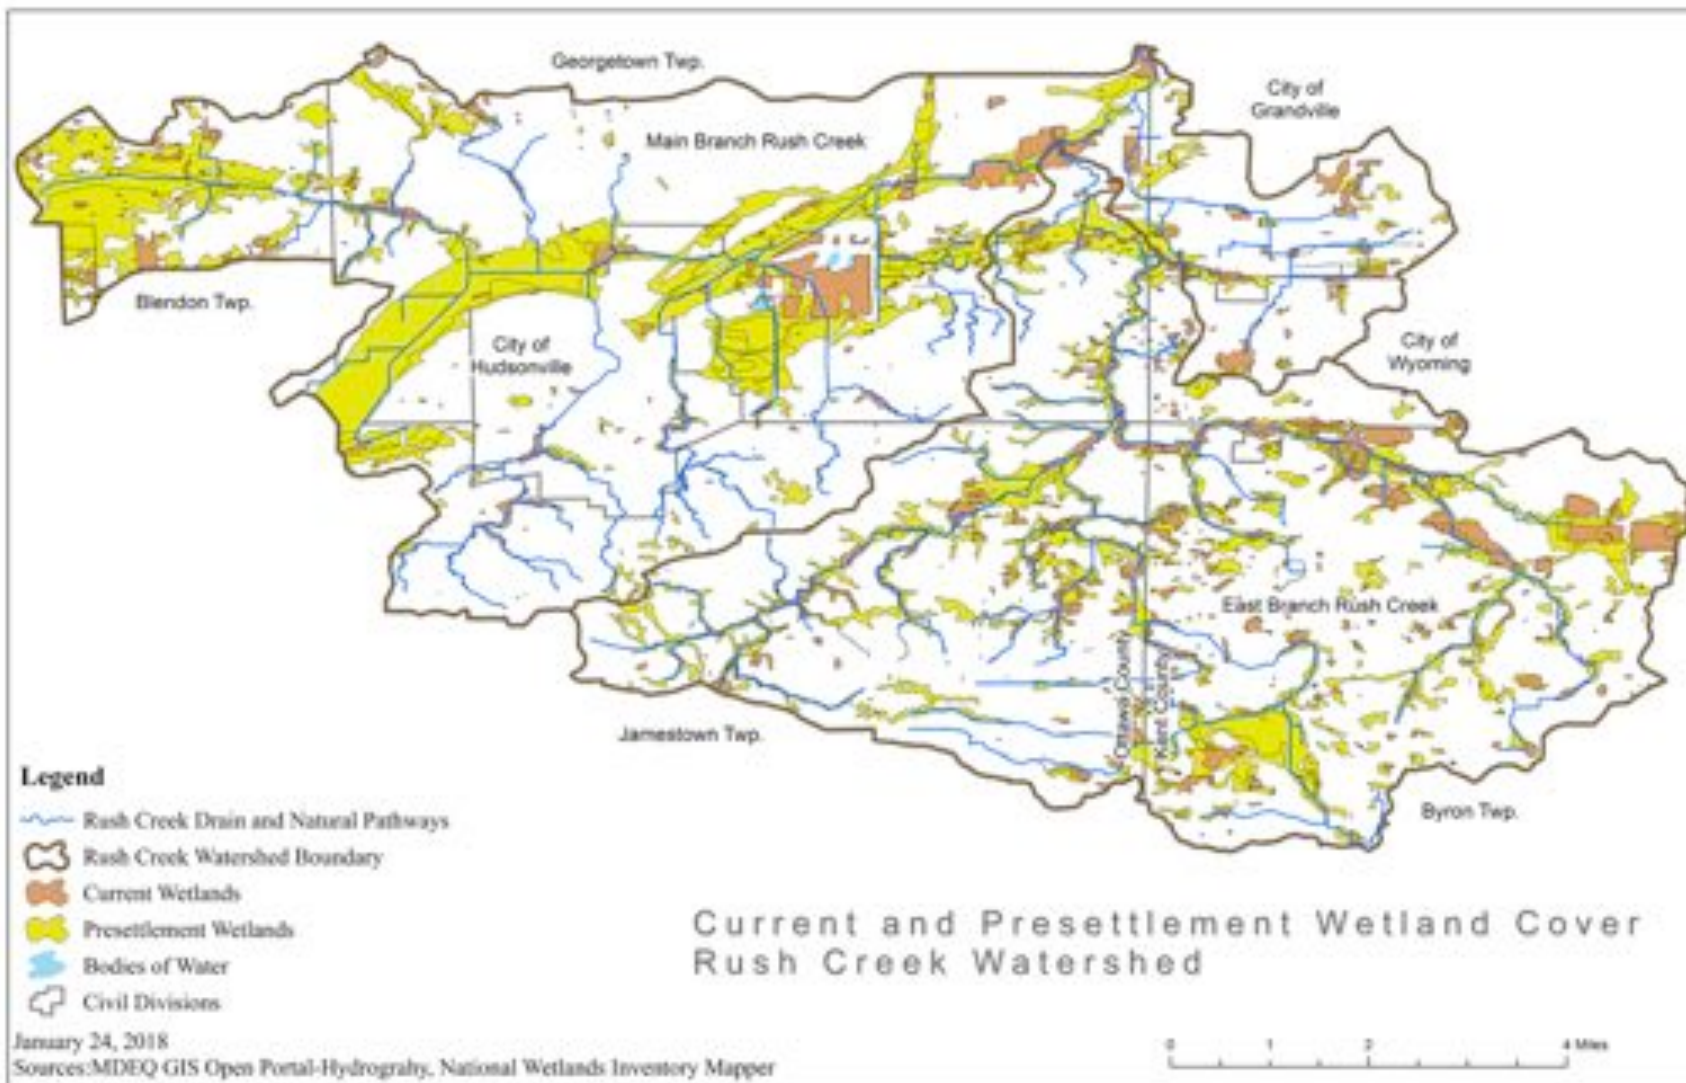 Georgetown Twp.
City of
Grandville
Main Branch Rush Creek
Blendon Twp.
City of
Hudsonville
City of
Wyoming
East Branch Rush Creek
Ottawa County
Kent County
Jamestown Twp.
Byron Twp.
Legend
Rush Creek Drain and Natural Pathways
Rush Creek Watershed Boundary
Current Wetlands
Presettlement Wetlands
Bodies of Water
Civil Divisions
Current and Presettlement Wetland Cover
Rush Creek Watershed
January 24, 2018
Sources:MDEQ GIS Open Portal-Hydrograhy, National Wetlands Inventory Mapper
0 1 2 4 Miles